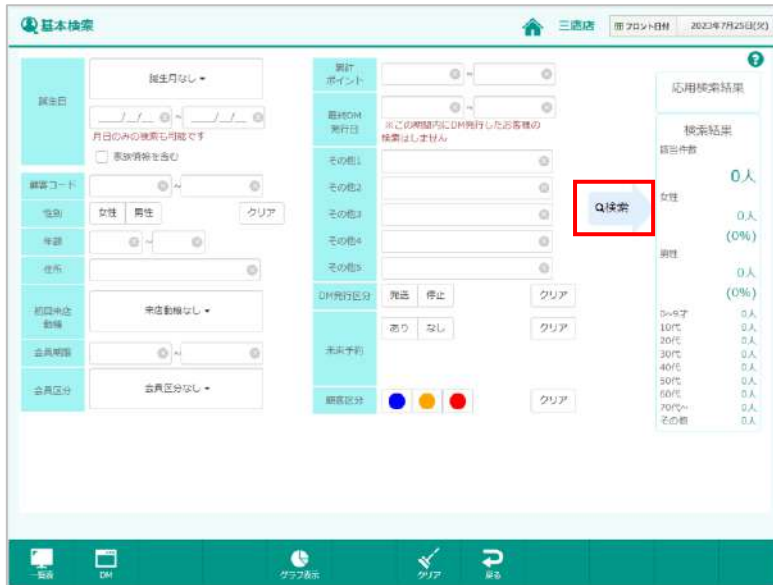 基本検索
三鷹店
フロント日付 2023年7月25日(火)
?
誕生日
誕生月なし
__/__/__ ~ __/__/__
月日のみの検索も可能です
家族情報を含む
顧客コード
~
性別
女性 男性 クリア
年齢
~
住所
初回来店
動機
来店動機なし
会員期限
~
会員区分
会員区分なし
累計
ポイント
~
最終DM
発行日
~
※この期間内にDM発行したお客様の
検索はしません
その他1
その他2
その他3
その他4
その他5
DM発行区分
発送 停止 クリア
未来予約
あり なし クリア
顧客区分
クリア
検索
応用検索結果
検索結果
該当件数
0人
女性
0人
(0%)
男性
0人
(0%)
0~9才 0人
10代 0人
20代 0人
30代 0人
40代 0人
50代 0人
60代 0人
70代~ 0人
その他 0人
一覧表
DM
グラフ表示
クリア
戻る